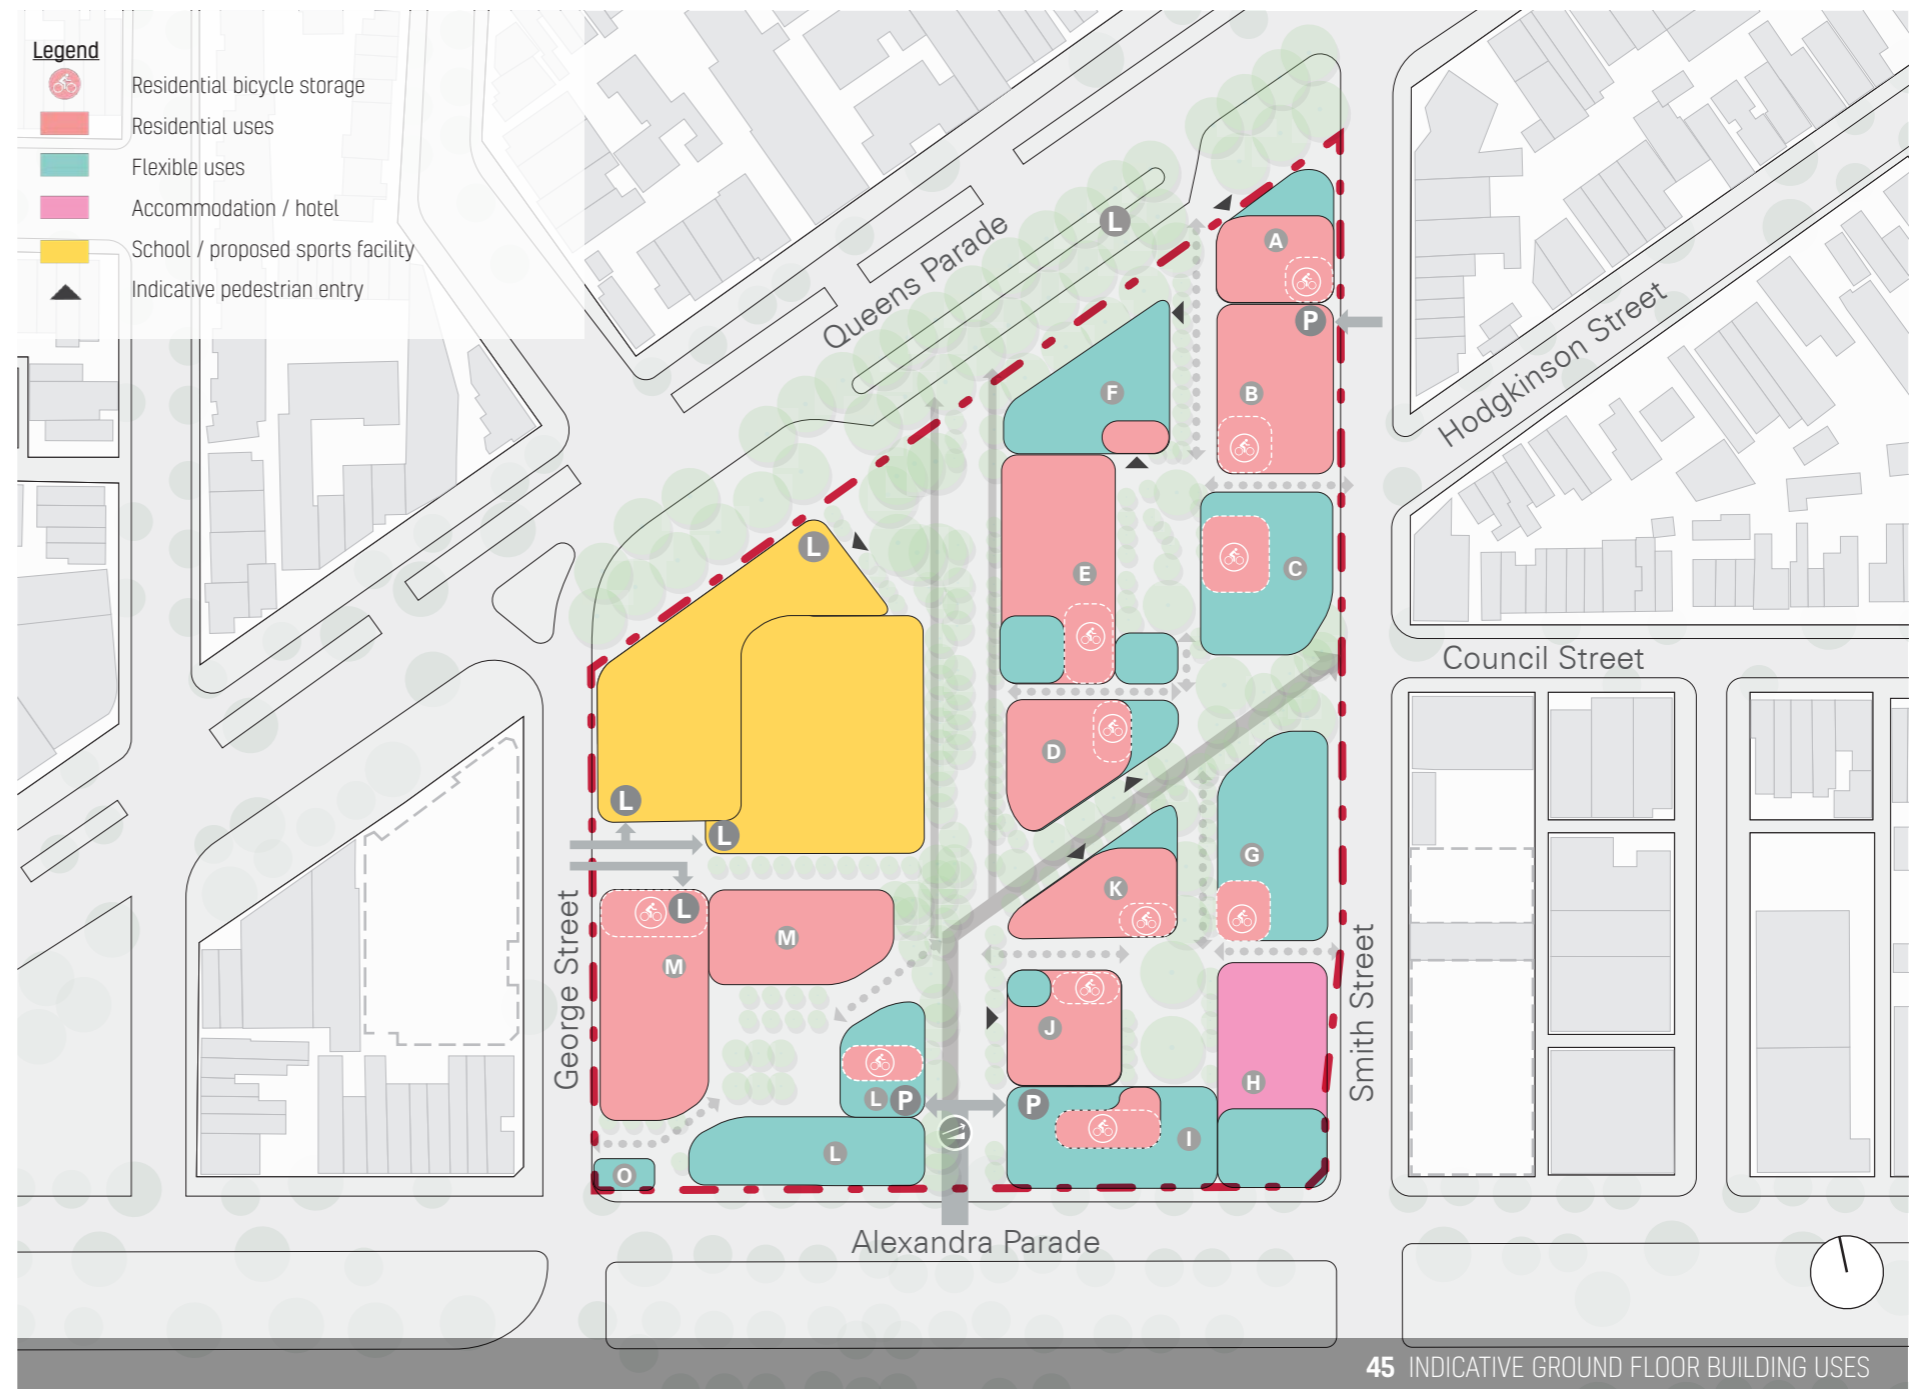 Legend
Residential bicycle storage
Residential uses
Flexible uses
Accommodation / hotel
School / proposed sports facility
Indicative pedestrian entry
Queens Parade
L
A
P
Hodgkinson Street
B
F
L
E
C
Council Street
D
L
L
G
K
L
M
M
George Street
Smith Street
J
H
L
P
P
I
L
O
Alexandra Parade
45 INDICATIVE GROUND FLOOR BUILDING USES